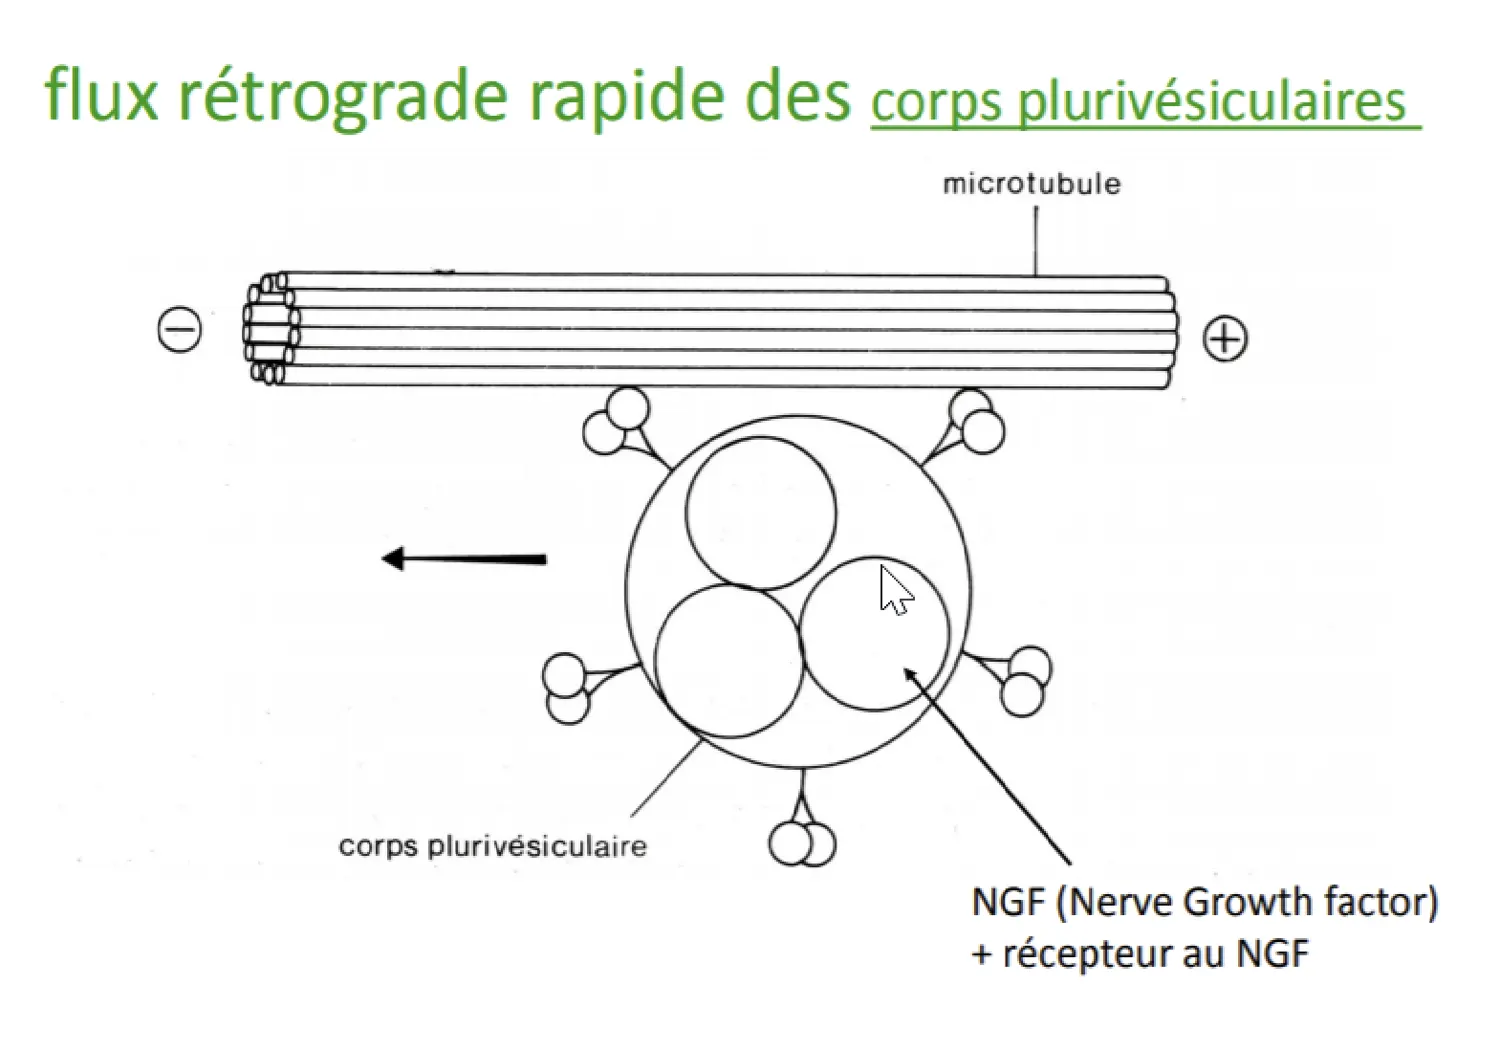 flux rétrograde rapide des corps plurivésiculaires
microtubule
−
+
corps plurivésiculaire
NGF (Nerve Growth factor)
+ récepteur au NGF